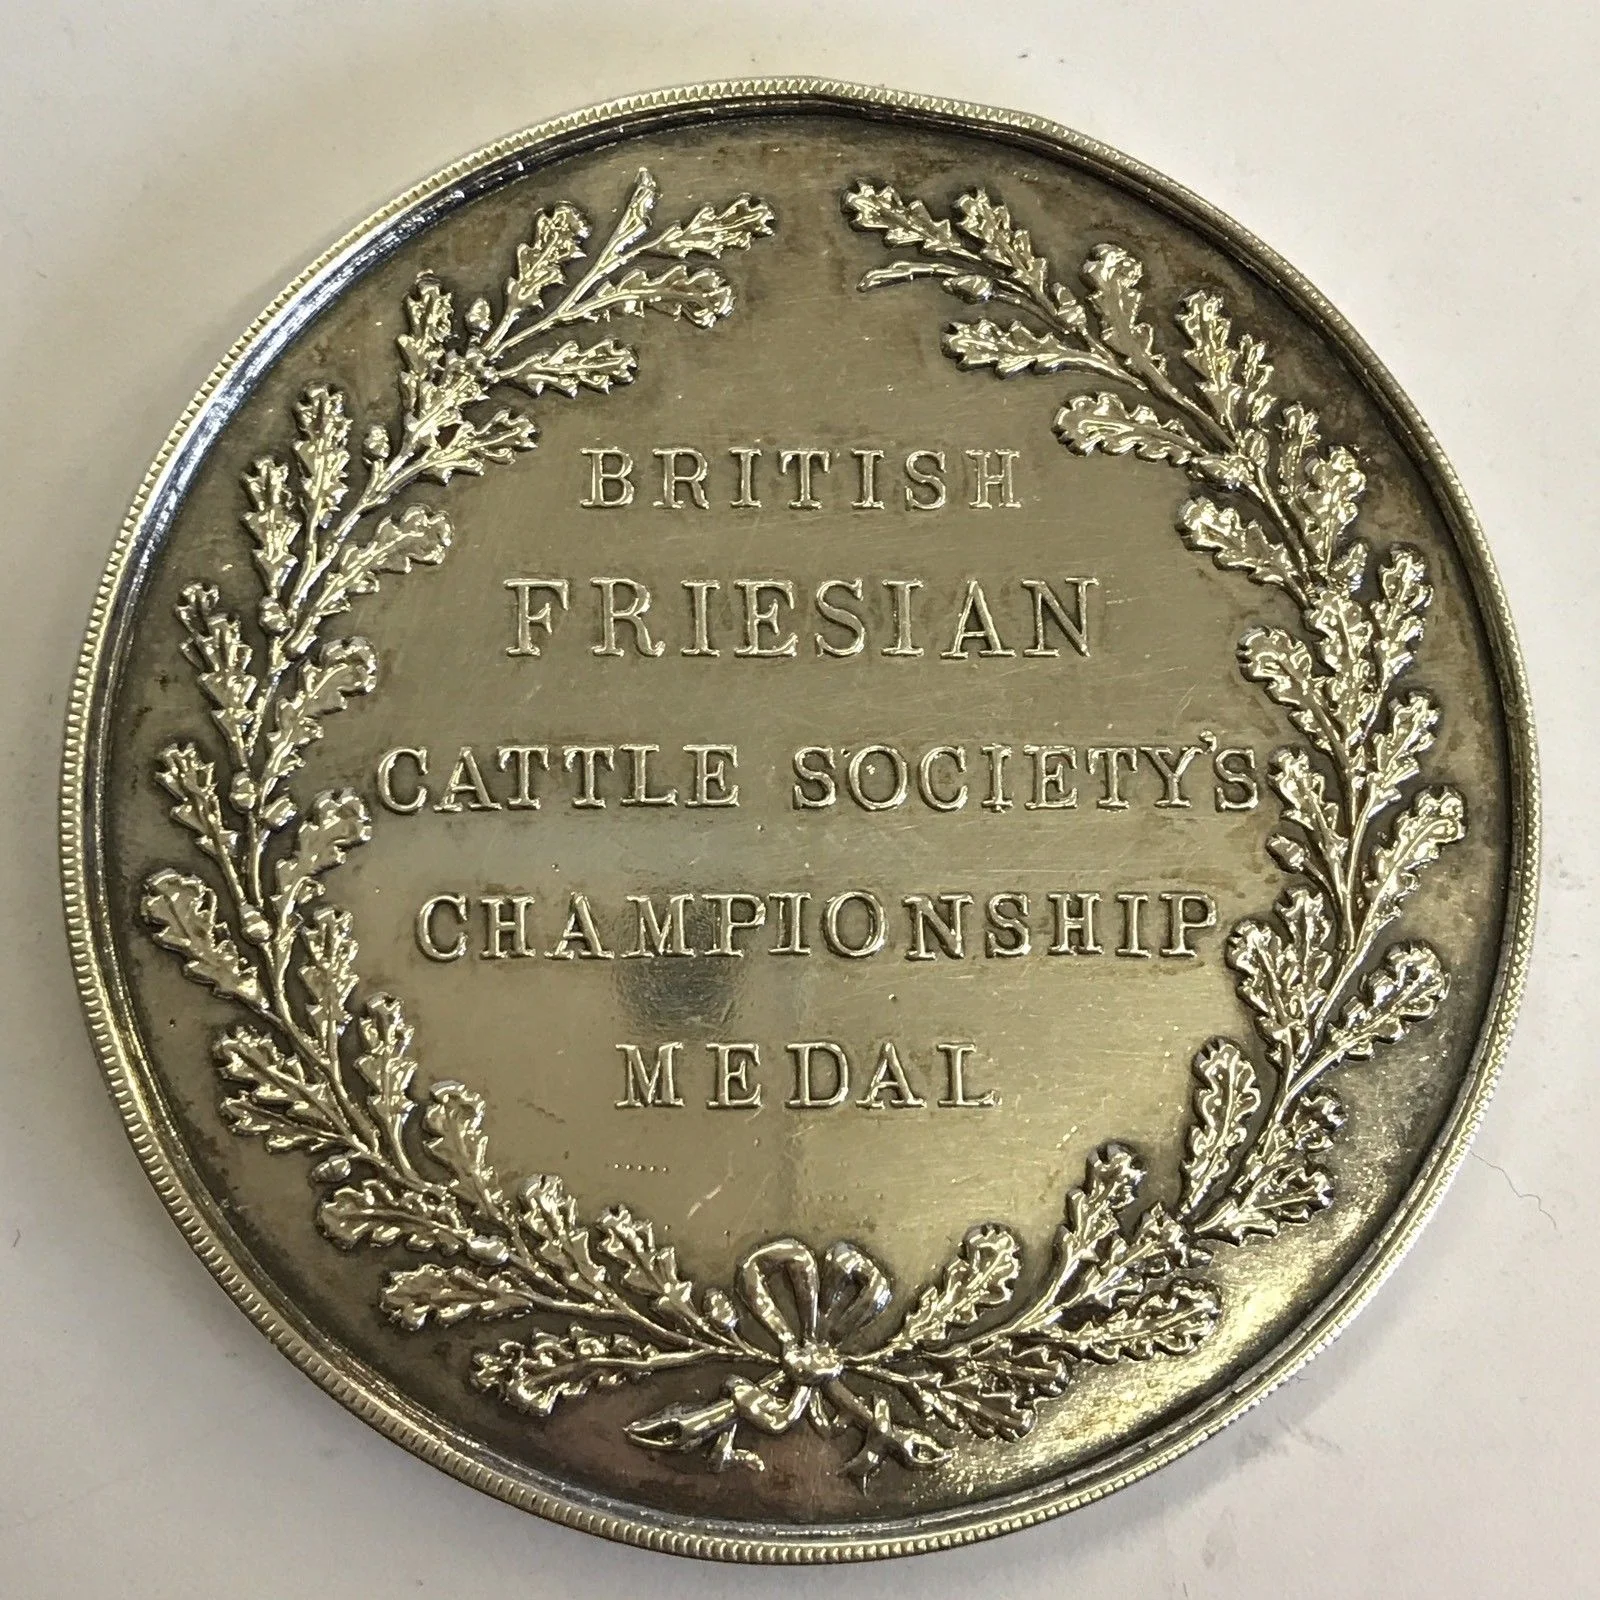 BRITISH
FRIESIAN
CATTLE SOCIETY'S
CHAMPIONSHIP
MEDAL